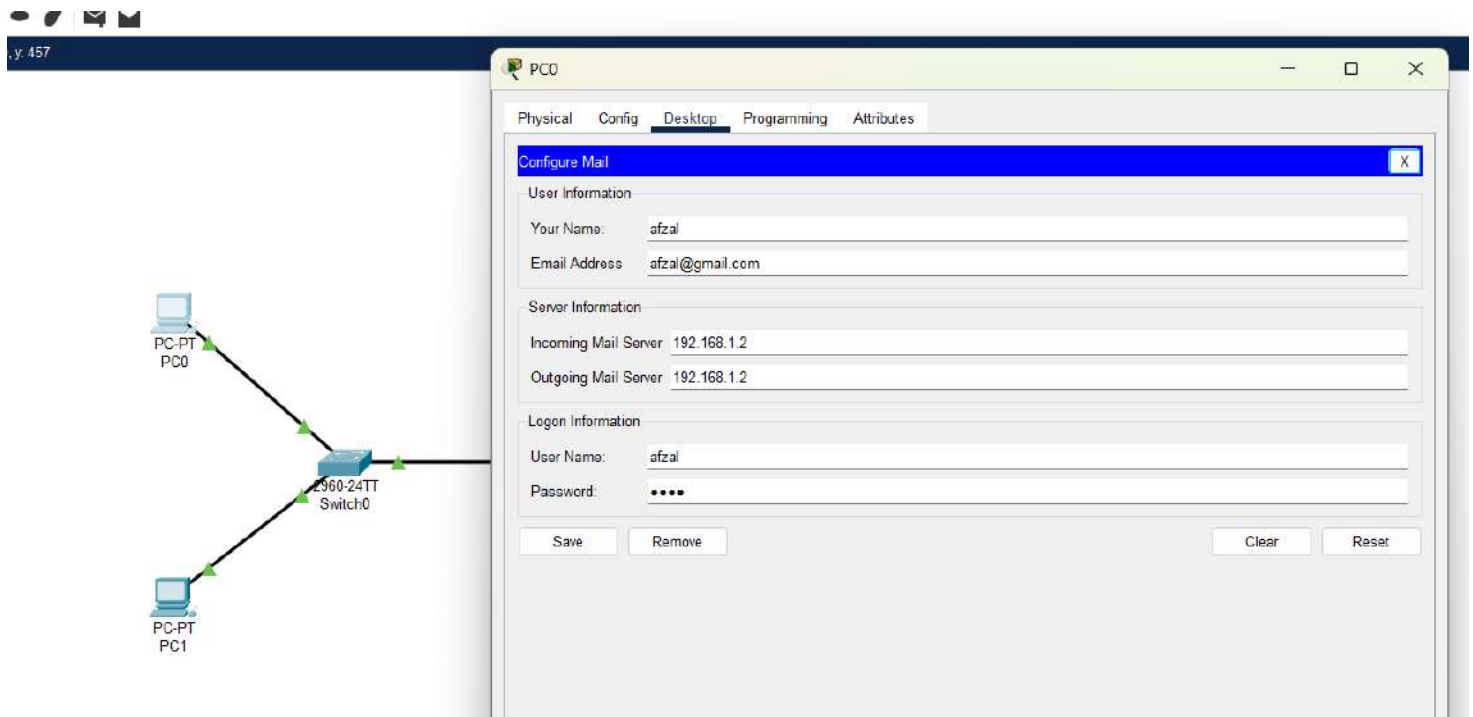 , y: 457
PC0
Physical Config Desktop Programming Attributes
Configure Mail
X
User Information
Your Name: afzal
Email Address afzal@gmail.com
Server Information
Incoming Mail Server 192.168.1.2
Outgoing Mail Server 192.168.1.2
Logon Information
User Name: afzal
Password: ••••
Save Remove Clear Reset
PC-PT
PC0
2960-24TT
Switch0
PC-PT
PC1